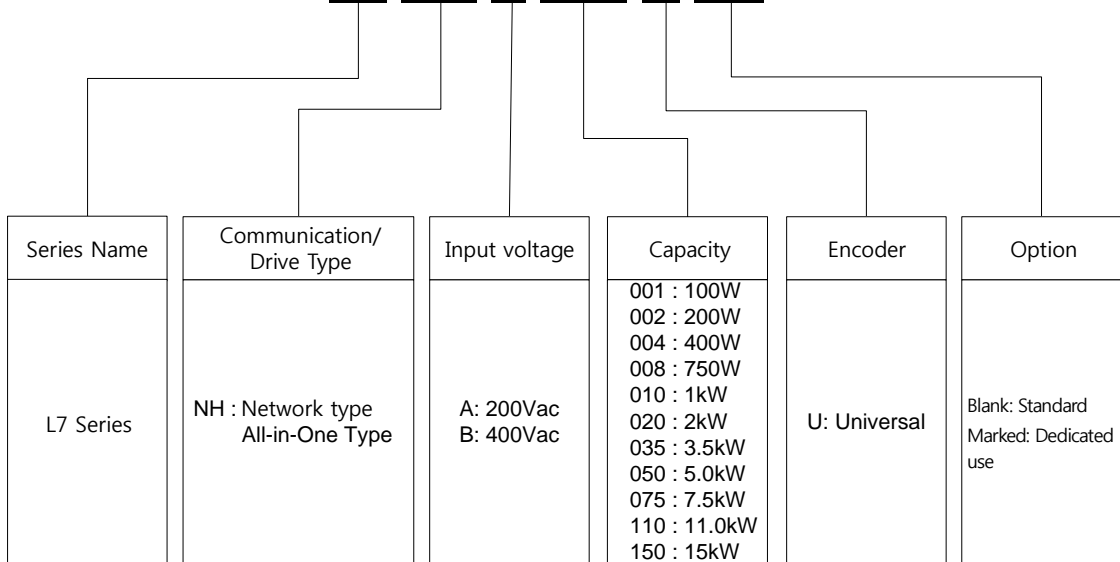 Series Name
Communication/
Drive Type
Input voltage
Capacity
Encoder
Option
L7 Series
NH : Network type
All-in-One Type
A: 200Vac
B: 400Vac
001 : 100W
002 : 200W
004 : 400W
008 : 750W
010 : 1kW
020 : 2kW
035 : 3.5kW
050 : 5.0kW
075 : 7.5kW
110 : 11.0kW
150 : 15kW
U: Universal
Blank: Standard
Marked: Dedicated
use